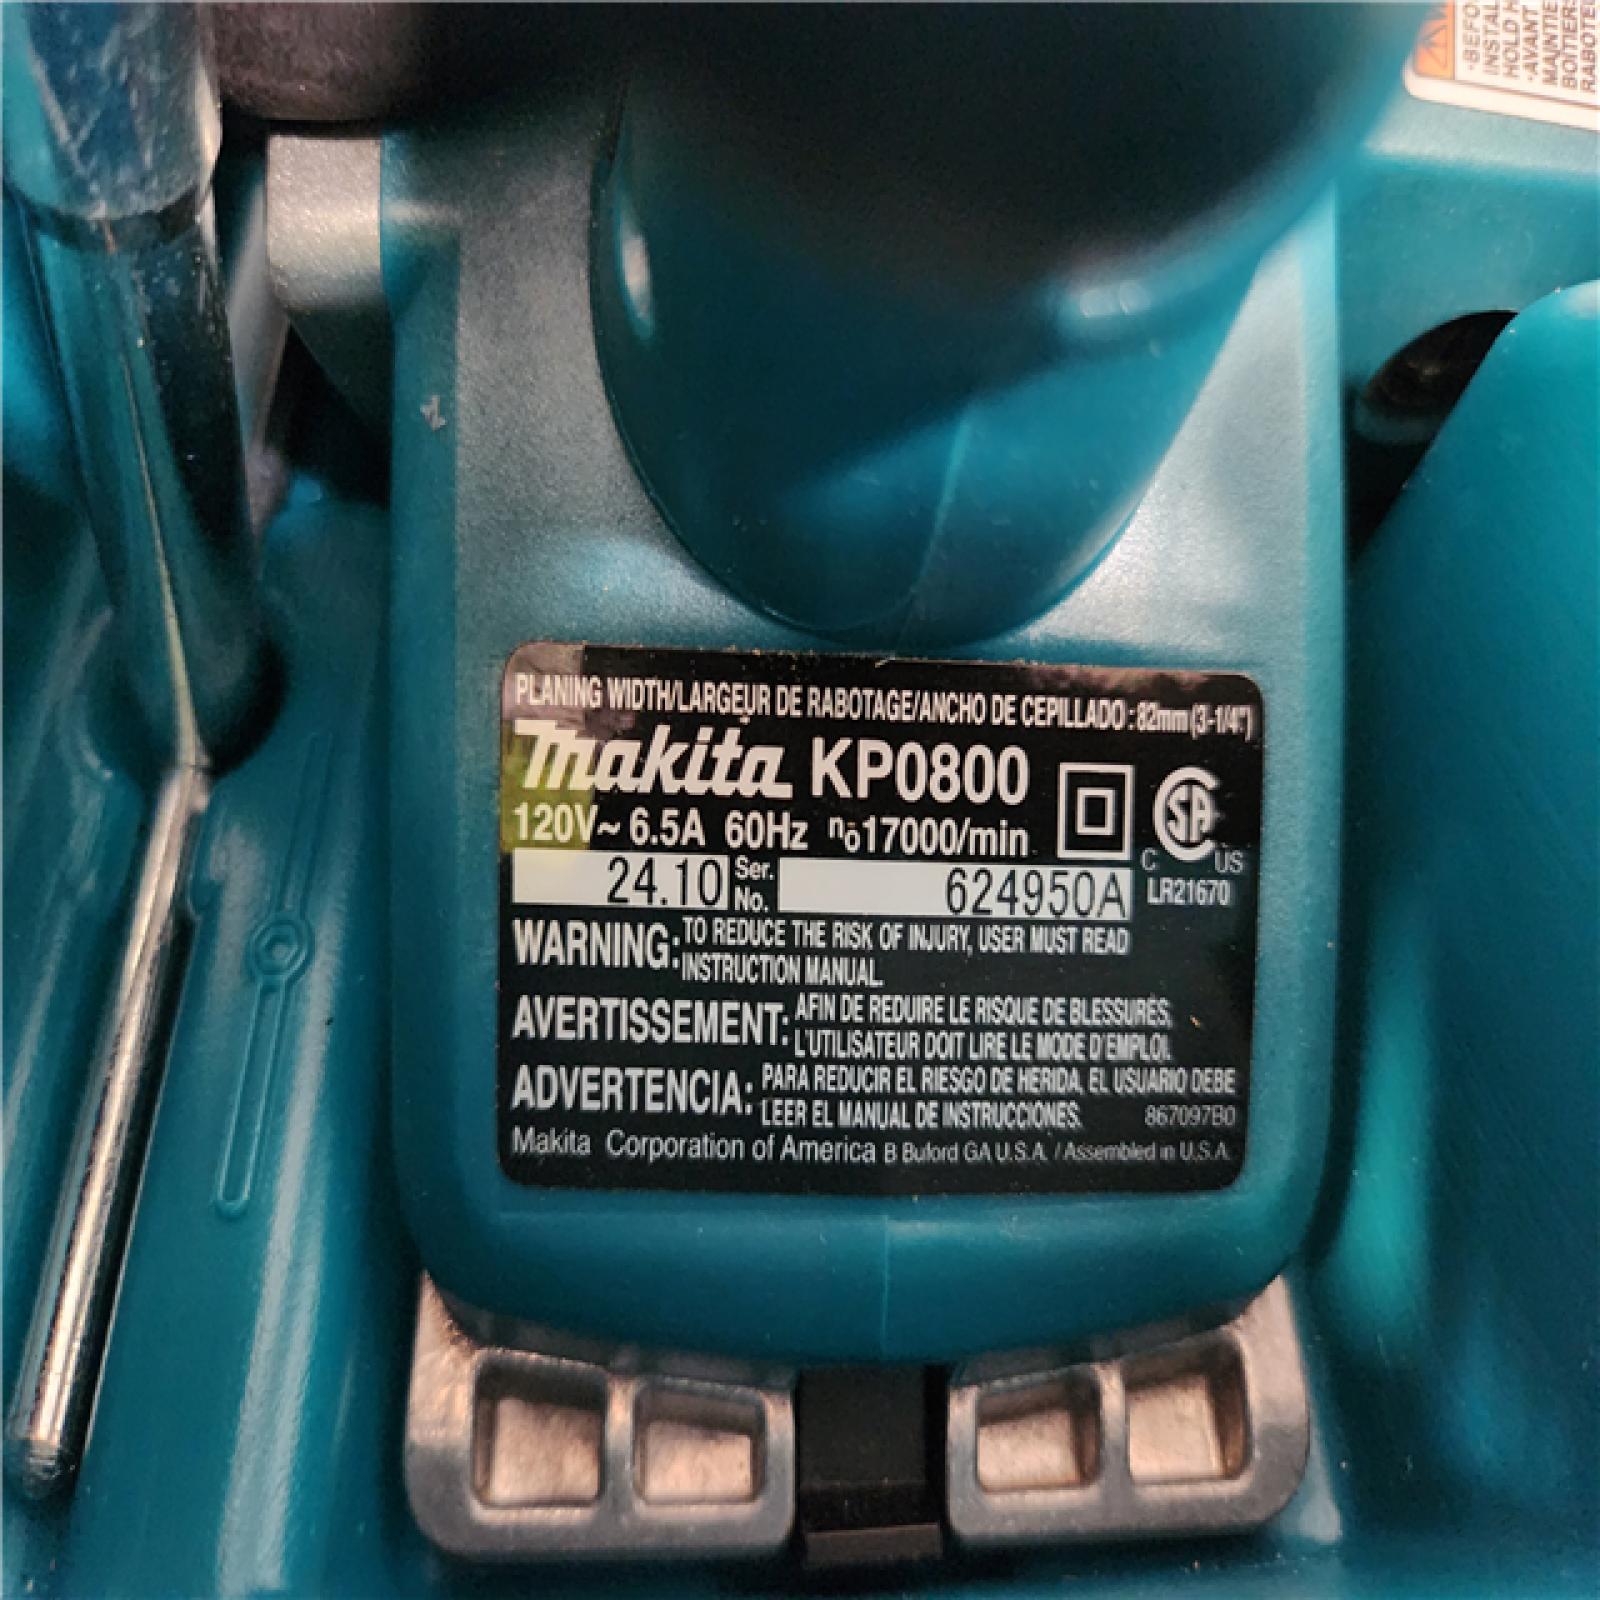 PLANING WIDTH/LARGEUR DE RABOTAGE/ANCHO DE CEPILLADO : 82mm (3-1/4")
Makita KP0800
120V~ 6.5A 60Hz n₀17000/min
24.10 Ser. No. 624950A
C US
LR21670
WARNING: TO REDUCE THE RISK OF INJURY, USER MUST READ
INSTRUCTION MANUAL.
AVERTISSEMENT: AFIN DE REDUIRE LE RISQUE DE BLESSURES,
L'UTILISATEUR DOIT LIRE LE MODE D'EMPLOI.
ADVERTENCIA: PARA REDUCIR EL RIESGO DE HERIDA, EL USUARIO DEBE
LEER EL MANUAL DE INSTRUCCIONES. 867097B0
Makita Corporation of America B Buford GA U.S.A. / Assembled in U.S.A.
HOLD
·AVANT